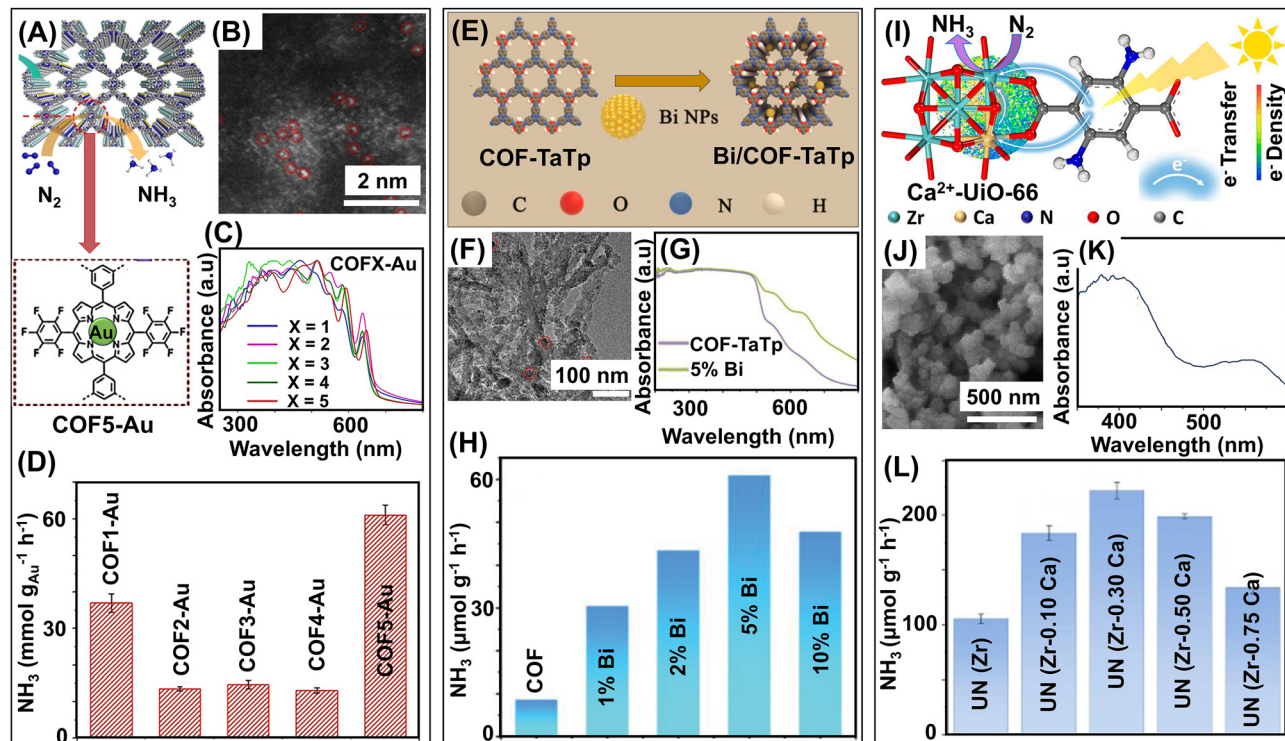 (A)
N₂
NH₃
Au
N
N
N
N
F
F
F
F
F
F
F
F
F
F
COF5-Au
(B)
2 nm
(C)
COFX-Au
X = 1
X = 2
X = 3
X = 4
X = 5
Absorbance (a.u)
300
600
Wavelength (nm)
(D)
NH₃ (mmol g_Au⁻¹ h⁻¹)
60
30
0
COF1-Au
COF2-Au
COF3-Au
COF4-Au
COF5-Au
(E)
COF-TaTp
Bi NPs
Bi/COF-TaTp
C
O
N
H
(F)
100 nm
(G)
Absorbance (a.u)
COF-TaTp
5% Bi
300
600
Wavelength (nm)
(H)
NH₃ (µmol g⁻¹ h⁻¹)
60
30
0
COF
1% Bi
2% Bi
5% Bi
10% Bi
(I)
NH₃
N₂
e⁻
e⁻ Transfer
e⁻ Density
Ca²⁺-UiO-66
Zr
Ca
N
O
C
(J)
500 nm
(K)
Absorbance (a.u)
400
500
Wavelength (nm)
(L)
NH₃ (µmol g⁻¹ h⁻¹)
200
100
0
UN (Zr)
UN (Zr-0.10 Ca)
UN (Zr-0.30 Ca)
UN (Zr-0.50 Ca)
UN (Zr-0.75 Ca)